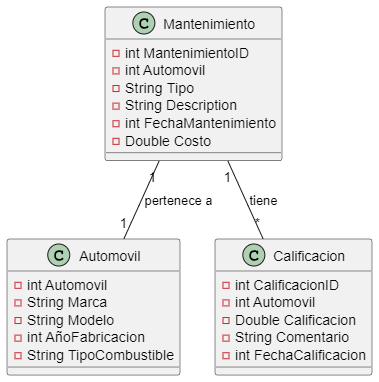 C Mantenimiento
int MantenimientoID
int Automovil
String Tipo
String Description
int FechaMantenimiento
Double Costo
1
1
pertenece a
tiene
1
*
C Automovil
int Automovil
String Marca
String Modelo
int AñoFabricacion
String TipoCombustible
C Calificacion
int CalificacionID
int Automovil
Double Calificacion
String Comentario
int FechaCalificacion